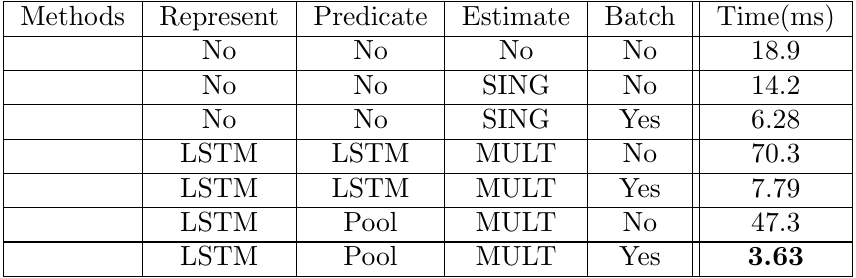 Methods Represent Predicate Estimate Batch Time(ms)
No No No No 18.9
No No SING No 14.2
No No SING Yes 6.28
LSTM LSTM MULT No 70.3
LSTM LSTM MULT Yes 7.79
LSTM Pool MULT No 47.3
LSTM Pool MULT Yes 3.63